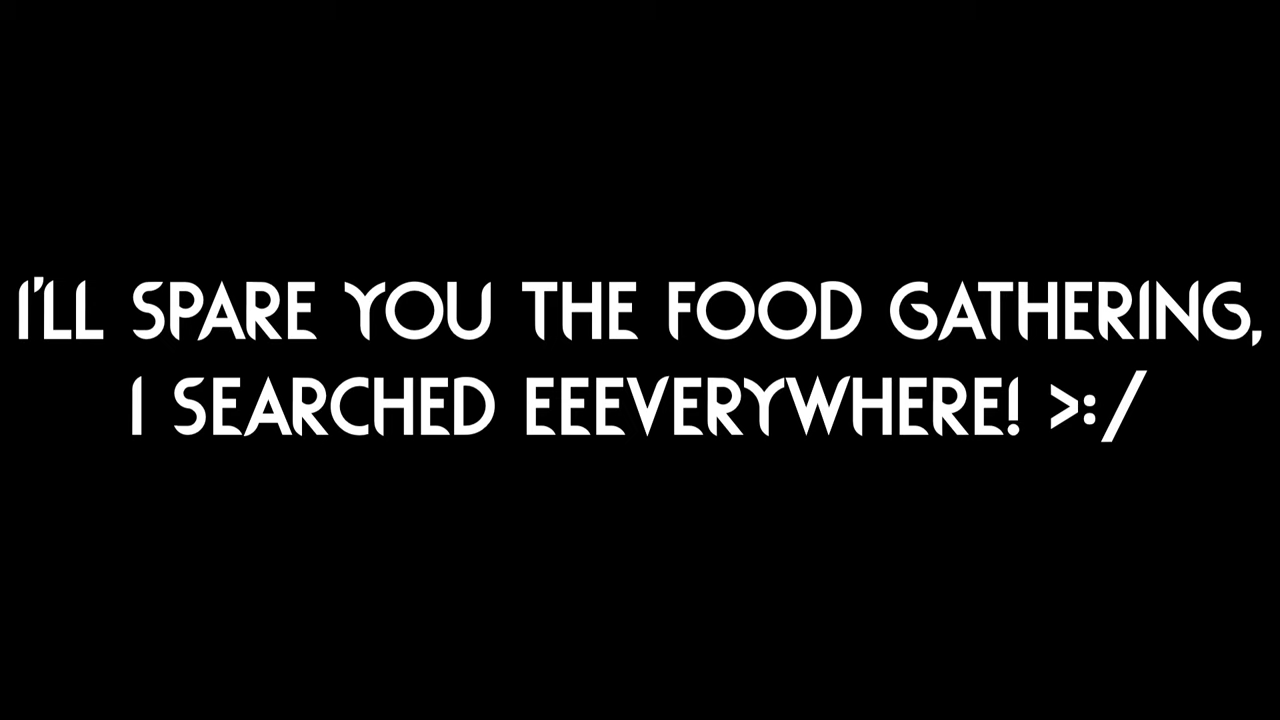 I'LL SPARE YOU THE FOOD GATHERING,
I SEARCHED EEEVERYWHERE! >:/